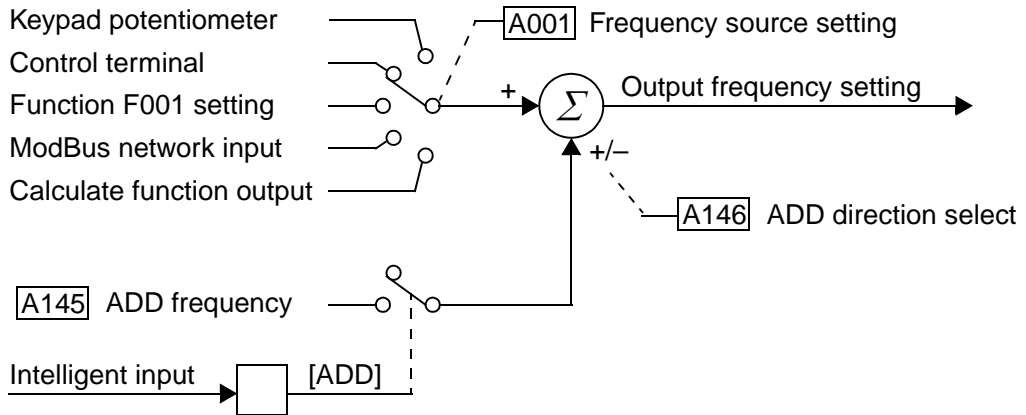 Keypad potentiometer
A001 Frequency source setting
Control terminal
Function F001 setting
+
Σ
Output frequency setting
ModBus network input
+/−
Calculate function output
A146 ADD direction select
A145 ADD frequency
Intelligent input
[ADD]